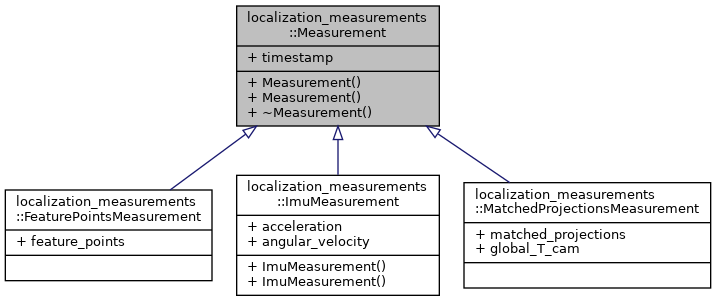 localization_measurements
::Measurement
+ timestamp
+ Measurement()
+ Measurement()
+ ~Measurement()
localization_measurements
::FeaturePointsMeasurement
+ feature_points
localization_measurements
::ImuMeasurement
+ acceleration
+ angular_velocity
+ ImuMeasurement()
+ ImuMeasurement()
localization_measurements
::MatchedProjectionsMeasurement
+ matched_projections
+ global_T_cam